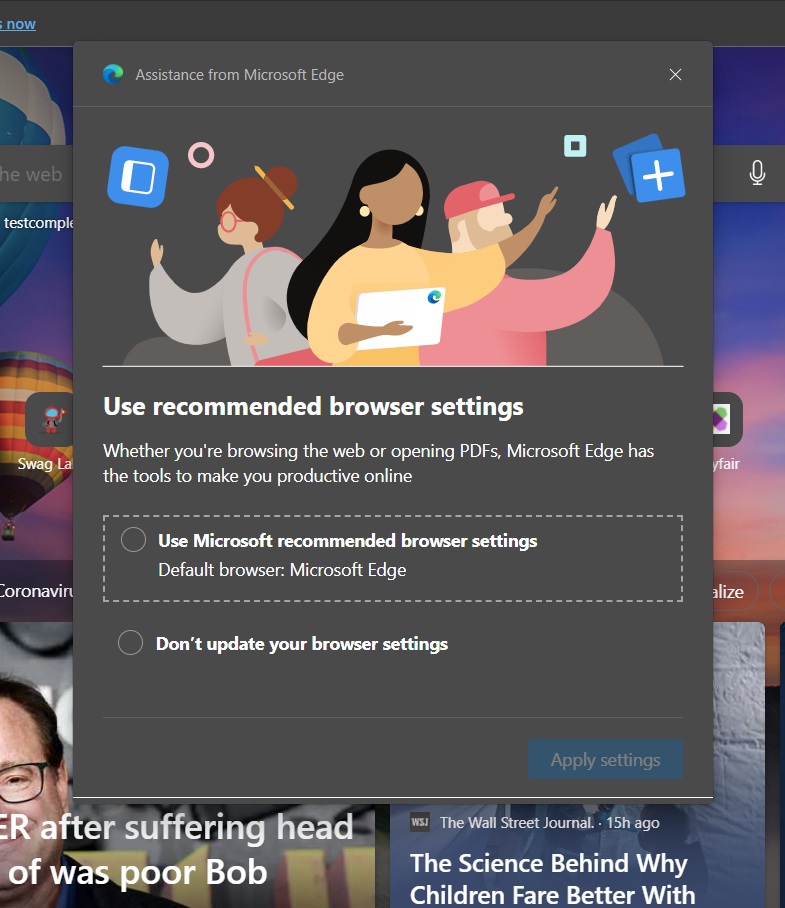 s now
Assistance from Microsoft Edge
he web
testcomple
Use recommended browser settings
Whether you're browsing the web or opening PDFs, Microsoft Edge has
the tools to make you productive online
Swag La
yfair
Use Microsoft recommended browser settings
Default browser: Microsoft Edge
Coronaviru
alize
Don't update your browser settings
Apply settings
ER after suffering head
of was poor Bob
WSJ
The Wall Street Journal. · 15h ago
The Science Behind Why
Children Fare Better With